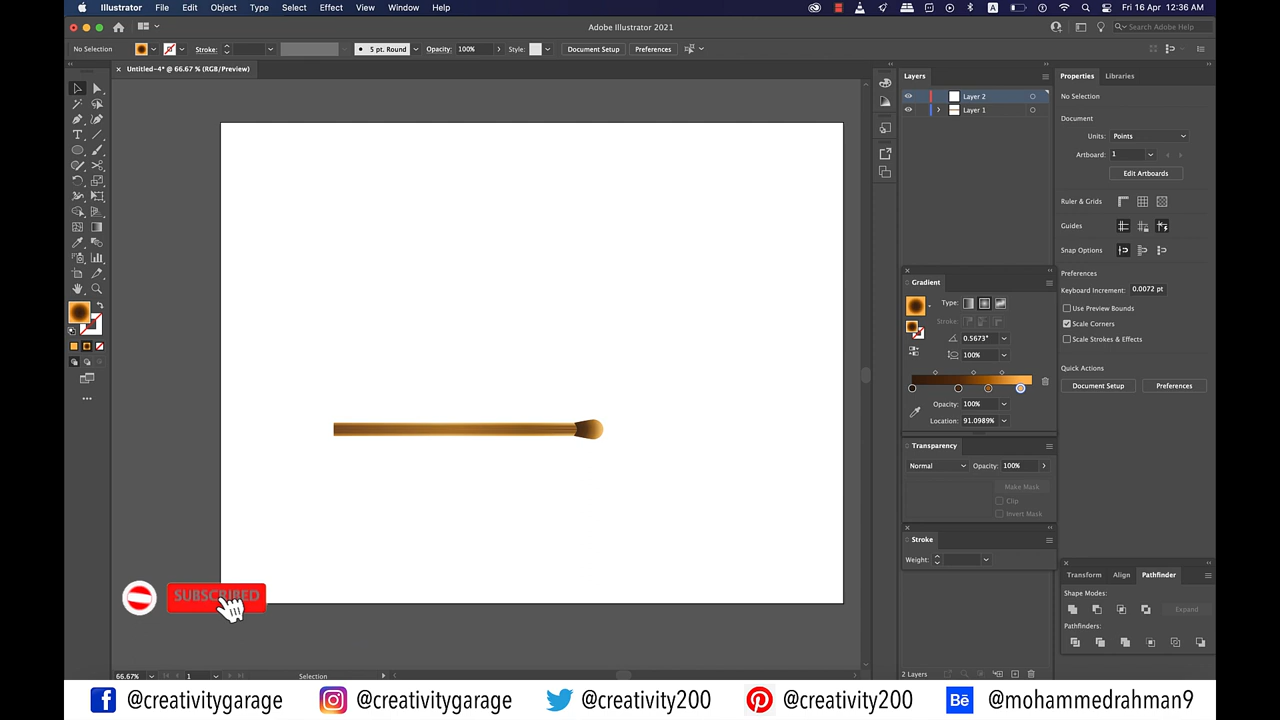 Illustrator File Edit Object Type Select Effect View Window Help
A
Fri 16 Apr 12:36 AM
Adobe Illustrator 2021
Search Adobe Help
No Selection
Stroke:
5 pt. Round
Opacity: 100%
Style:
Document Setup
Preferences
Untitled-4* @ 66.67 % (RGB/Preview)
Layers
Layer 2
Layer 1
Properties
Libraries
No Selection
Document
Units: Points
Artboard: 1
Edit Artboards
Ruler & Grids
Guides
Snap Options
Preferences
Keyboard Increment: 0.0072 pt
Use Preview Bounds
Scale Corners
Scale Strokes & Effects
Quick Actions
Document Setup
Preferences
Gradient
Type:
Stroke:
0.5673°
100%
Opacity: 100%
Location: 91.0989%
Transparency
Normal
Opacity: 100%
Make Mask
Clip
Invert Mask
Stroke
Weight:
Transform
Align
Pathfinder
Shape Modes:
Expand
Pathfinders:
SUBSCRIBED
66.67%
1
Selection
2 Layers
@creativitygarage
@creativitygarage
@creativity200
@creativity200
Bē @mohammedrahman9